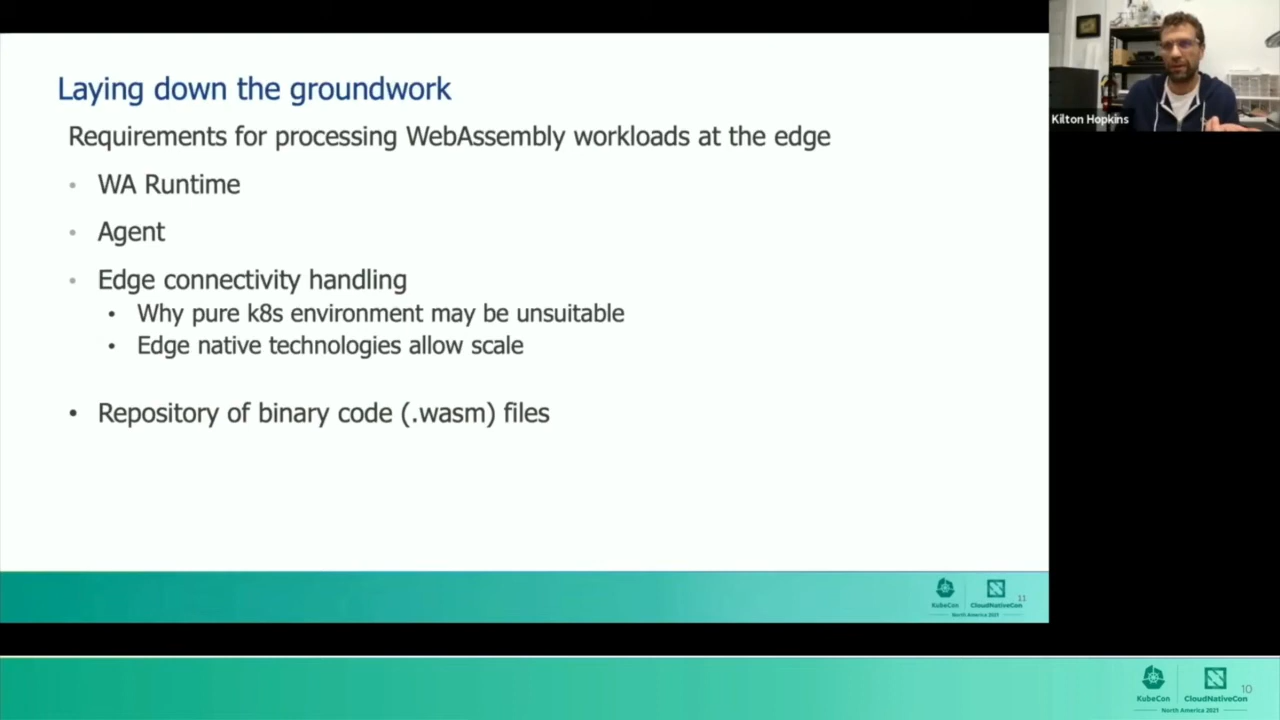 Laying down the groundwork
Requirements for processing WebAssembly workloads at the edge
• WA Runtime
• Agent
• Edge connectivity handling
• Why pure k8s environment may be unsuitable
• Edge native technologies allow scale
• Repository of binary code (.wasm) files
Kilton Hopkins
KubeCon
CloudNativeCon
North America 2021
11
KubeCon
CloudNativeCon
North America 2021
10